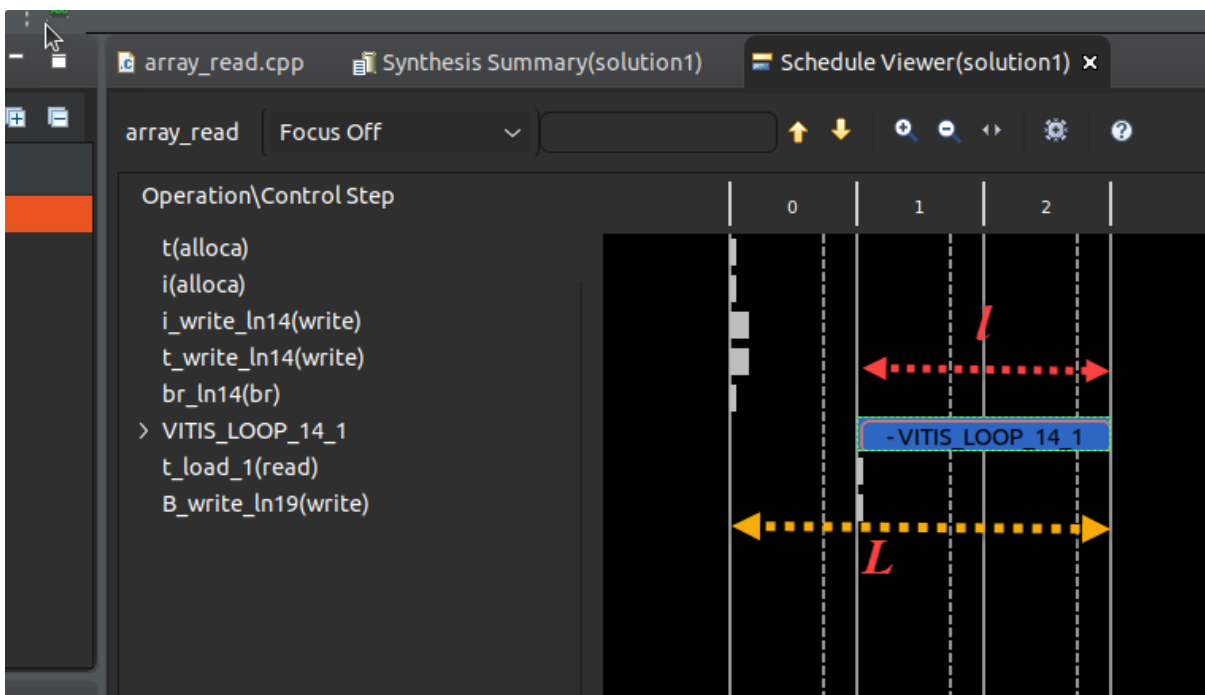 array_read.cpp Synthesis Summary(solution1) Schedule Viewer(solution1)
array_read Focus Off
Operation\Control Step 0 1 2
t(alloca)
i(alloca)
i_write_ln14(write)
t_write_ln14(write)
l
br_ln14(br)
VITIS_LOOP_14_1 -VITIS_LOOP_14_1
t_load_1(read)
B_write_ln19(write)
L